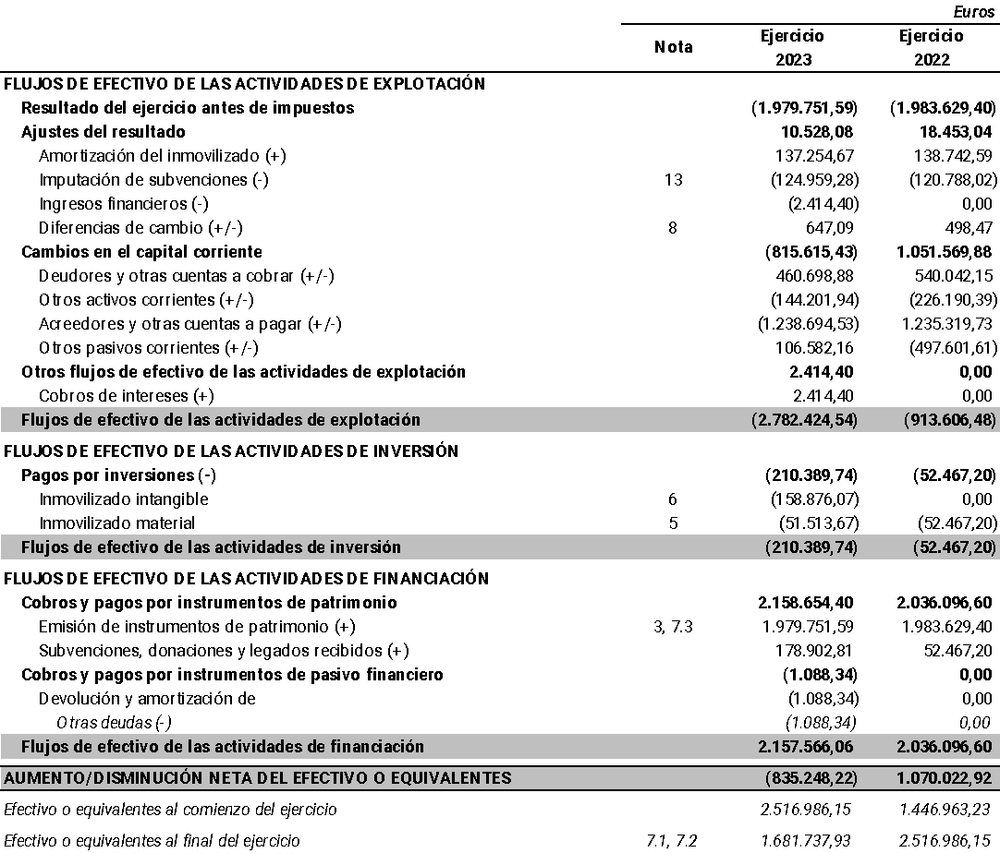 Euros
Nota Ejercicio 2023 Ejercicio 2022
FLUJOS DE EFECTIVO DE LAS ACTIVIDADES DE EXPLOTACIÓN
Resultado del ejercicio antes de impuestos (1.979.751,59) (1.983.629,40)
Ajustes del resultado 10.528,08 18.453,04
Amortización del inmovilizado (+) 137.254,67 138.742,59
Imputación de subvenciones (-) 13 (124.959,28) (120.788,02)
Ingresos financieros (-) (2.414,40) 0,00
Diferencias de cambio (+/-) 8 647,09 498,47
Cambios en el capital corriente (815.615,43) 1.051.569,88
Deudores y otras cuentas a cobrar (+/-) 460.698,88 540.042,15
Otros activos corrientes (+/-) (144.201,94) (226.190,39)
Acreedores y otras cuentas a pagar (+/-) (1.238.694,53) 1.235.319,73
Otros pasivos corrientes (+/-) 106.582,16 (497.601,61)
Otros flujos de efectivo de las actividades de explotación 2.414,40 0,00
Cobros de intereses (+) 2.414,40 0,00
Flujos de efectivo de las actividades de explotación (2.782.424,54) (913.606,48)
FLUJOS DE EFECTIVO DE LAS ACTIVIDADES DE INVERSIÓN
Pagos por inversiones (-) (210.389,74) (52.467,20)
Inmovilizado intangible 6 (158.876,07) 0,00
Inmovilizado material 5 (51.513,67) (52.467,20)
Flujos de efectivo de las actividades de inversión (210.389,74) (52.467,20)
FLUJOS DE EFECTIVO DE LAS ACTIVIDADES DE FINANCIACIÓN
Cobros y pagos por instrumentos de patrimonio 2.158.654,40 2.036.096,60
Emisión de instrumentos de patrimonio (+) 3, 7.3 1.979.751,59 1.983.629,40
Subvenciones, donaciones y legados recibidos (+) 178.902,81 52.467,20
Cobros y pagos por instrumentos de pasivo financiero (1.088,34) 0,00
Devolución y amortización de (1.088,34) 0,00
Otras deudas (-) (1.088,34) 0,00
Flujos de efectivo de las actividades de financiación 2.157.566,06 2.036.096,60
AUMENTO/DISMINUCIÓN NETA DEL EFECTIVO O EQUIVALENTES (835.248,22) 1.070.022,92
Efectivo o equivalentes al comienzo del ejercicio 2.516.986,15 1.446.963,23
Efectivo o equivalentes al final del ejercicio 7.1, 7.2 1.681.737,93 2.516.986,15